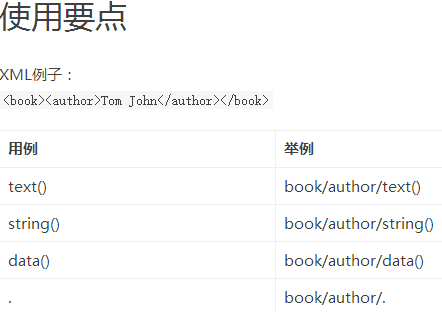 使用要点
XML例子：
<book><author>Tom John</author></book>
用例 举例
text() book/author/text()
string() book/author/string()
data() book/author/data()
. book/author/.